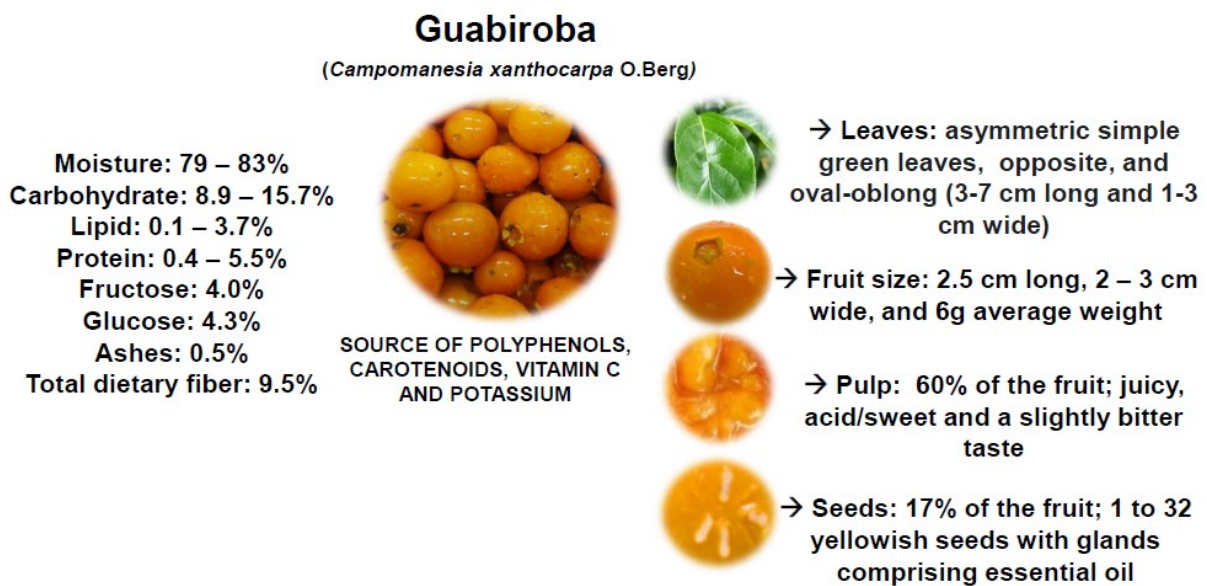 Guabiroba
(Campomanesia xanthocarpa O.Berg)
Moisture: 79 – 83%
Carbohydrate: 8.9 – 15.7%
Lipid: 0.1 – 3.7%
Protein: 0.4 – 5.5%
Fructose: 4.0%
Glucose: 4.3%
Ashes: 0.5%
Total dietary fiber: 9.5%
SOURCE OF POLYPHENOLS,
CAROTENOIDS, VITAMIN C
AND POTASSIUM
→ Leaves: asymmetric simple
green leaves, opposite, and
oval-oblong (3-7 cm long and 1-3
cm wide)
→ Fruit size: 2.5 cm long, 2 – 3 cm
wide, and 6g average weight
→ Pulp: 60% of the fruit; juicy,
acid/sweet and a slightly bitter
taste
→ Seeds: 17% of the fruit; 1 to 32
yellowish seeds with glands
comprising essential oil